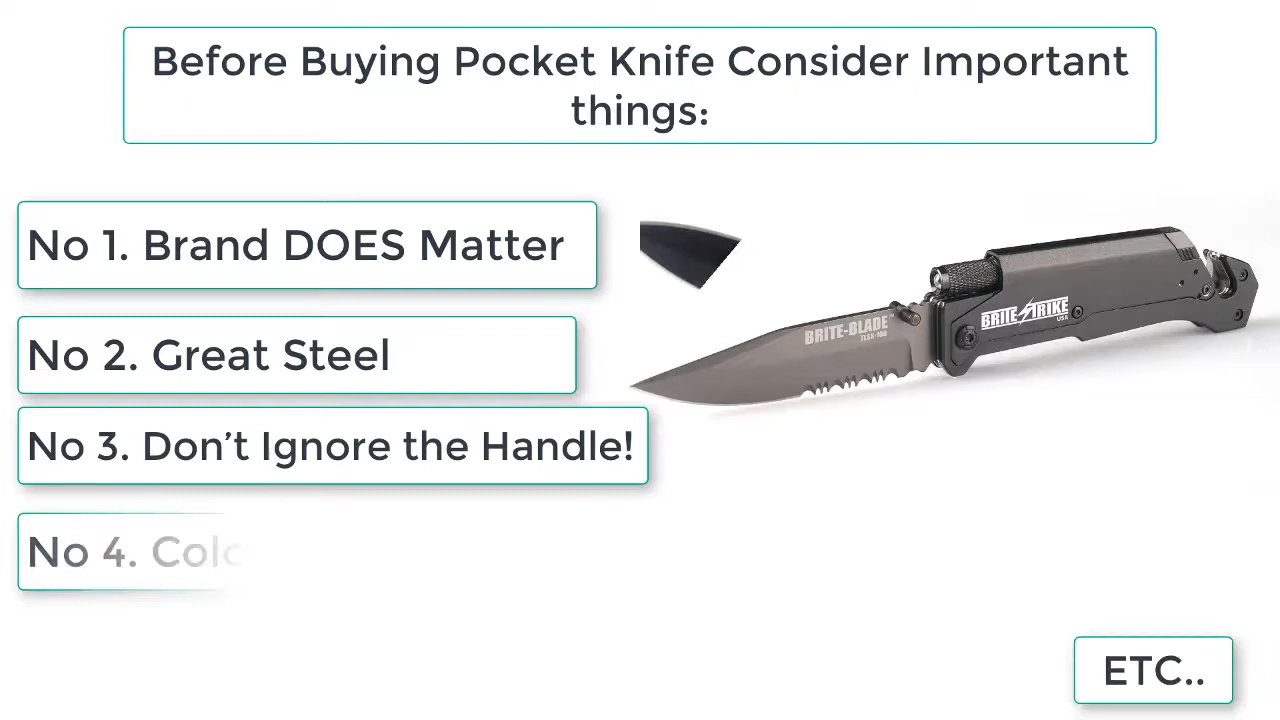 Before Buying Pocket Knife Consider Important
things:
No 1. Brand DOES Matter
No 2. Great Steel
No 3. Don’t Ignore the Handle!
No 4.
BRITE-BLADE
BRITE STRIKE
USA
ETC..